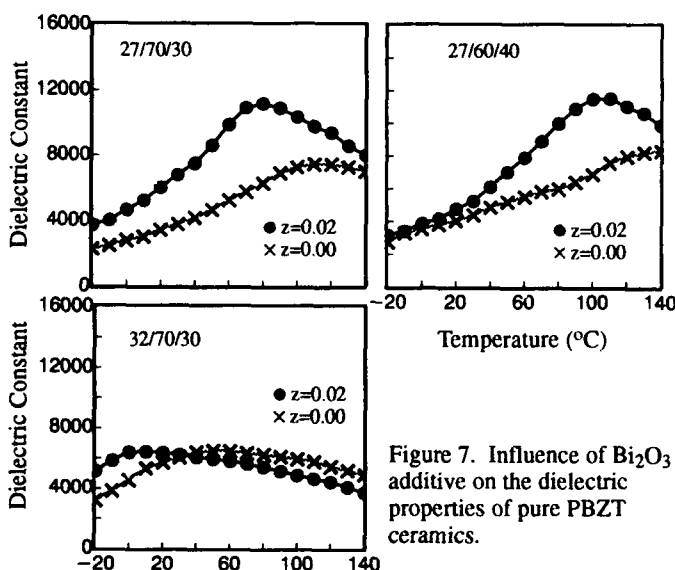 Dielectric Constant
16000
12000
8000
4000
0
27/70/30
● z=0.02
× z=0.00
27/60/40
● z=0.02
× z=0.00
−20 20 60 100 140
Temperature (°C)
Dielectric Constant
16000
12000
8000
4000
0
32/70/30
● z=0.02
× z=0.00
−20 20 60 100 140
Figure 7. Influence of Bi₂O₃
additive on the dielectric
properties of pure PBZT
ceramics.